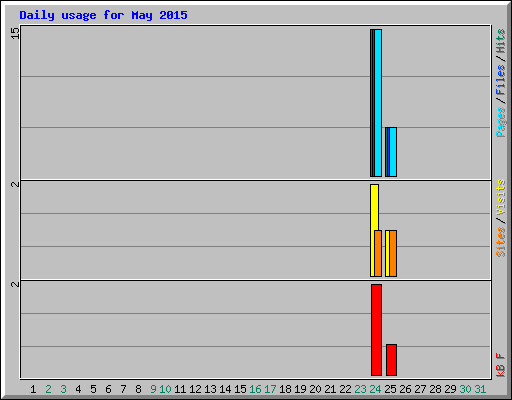 Daily usage for May 2015
15
2
2
Pages/Files/Hits
Sites/Visits
kB F
1 2 3 4 5 6 7 8 9 10 11 12 13 14 15 16 17 18 19 20 21 22 23 24 25 26 27 28 29 30 31